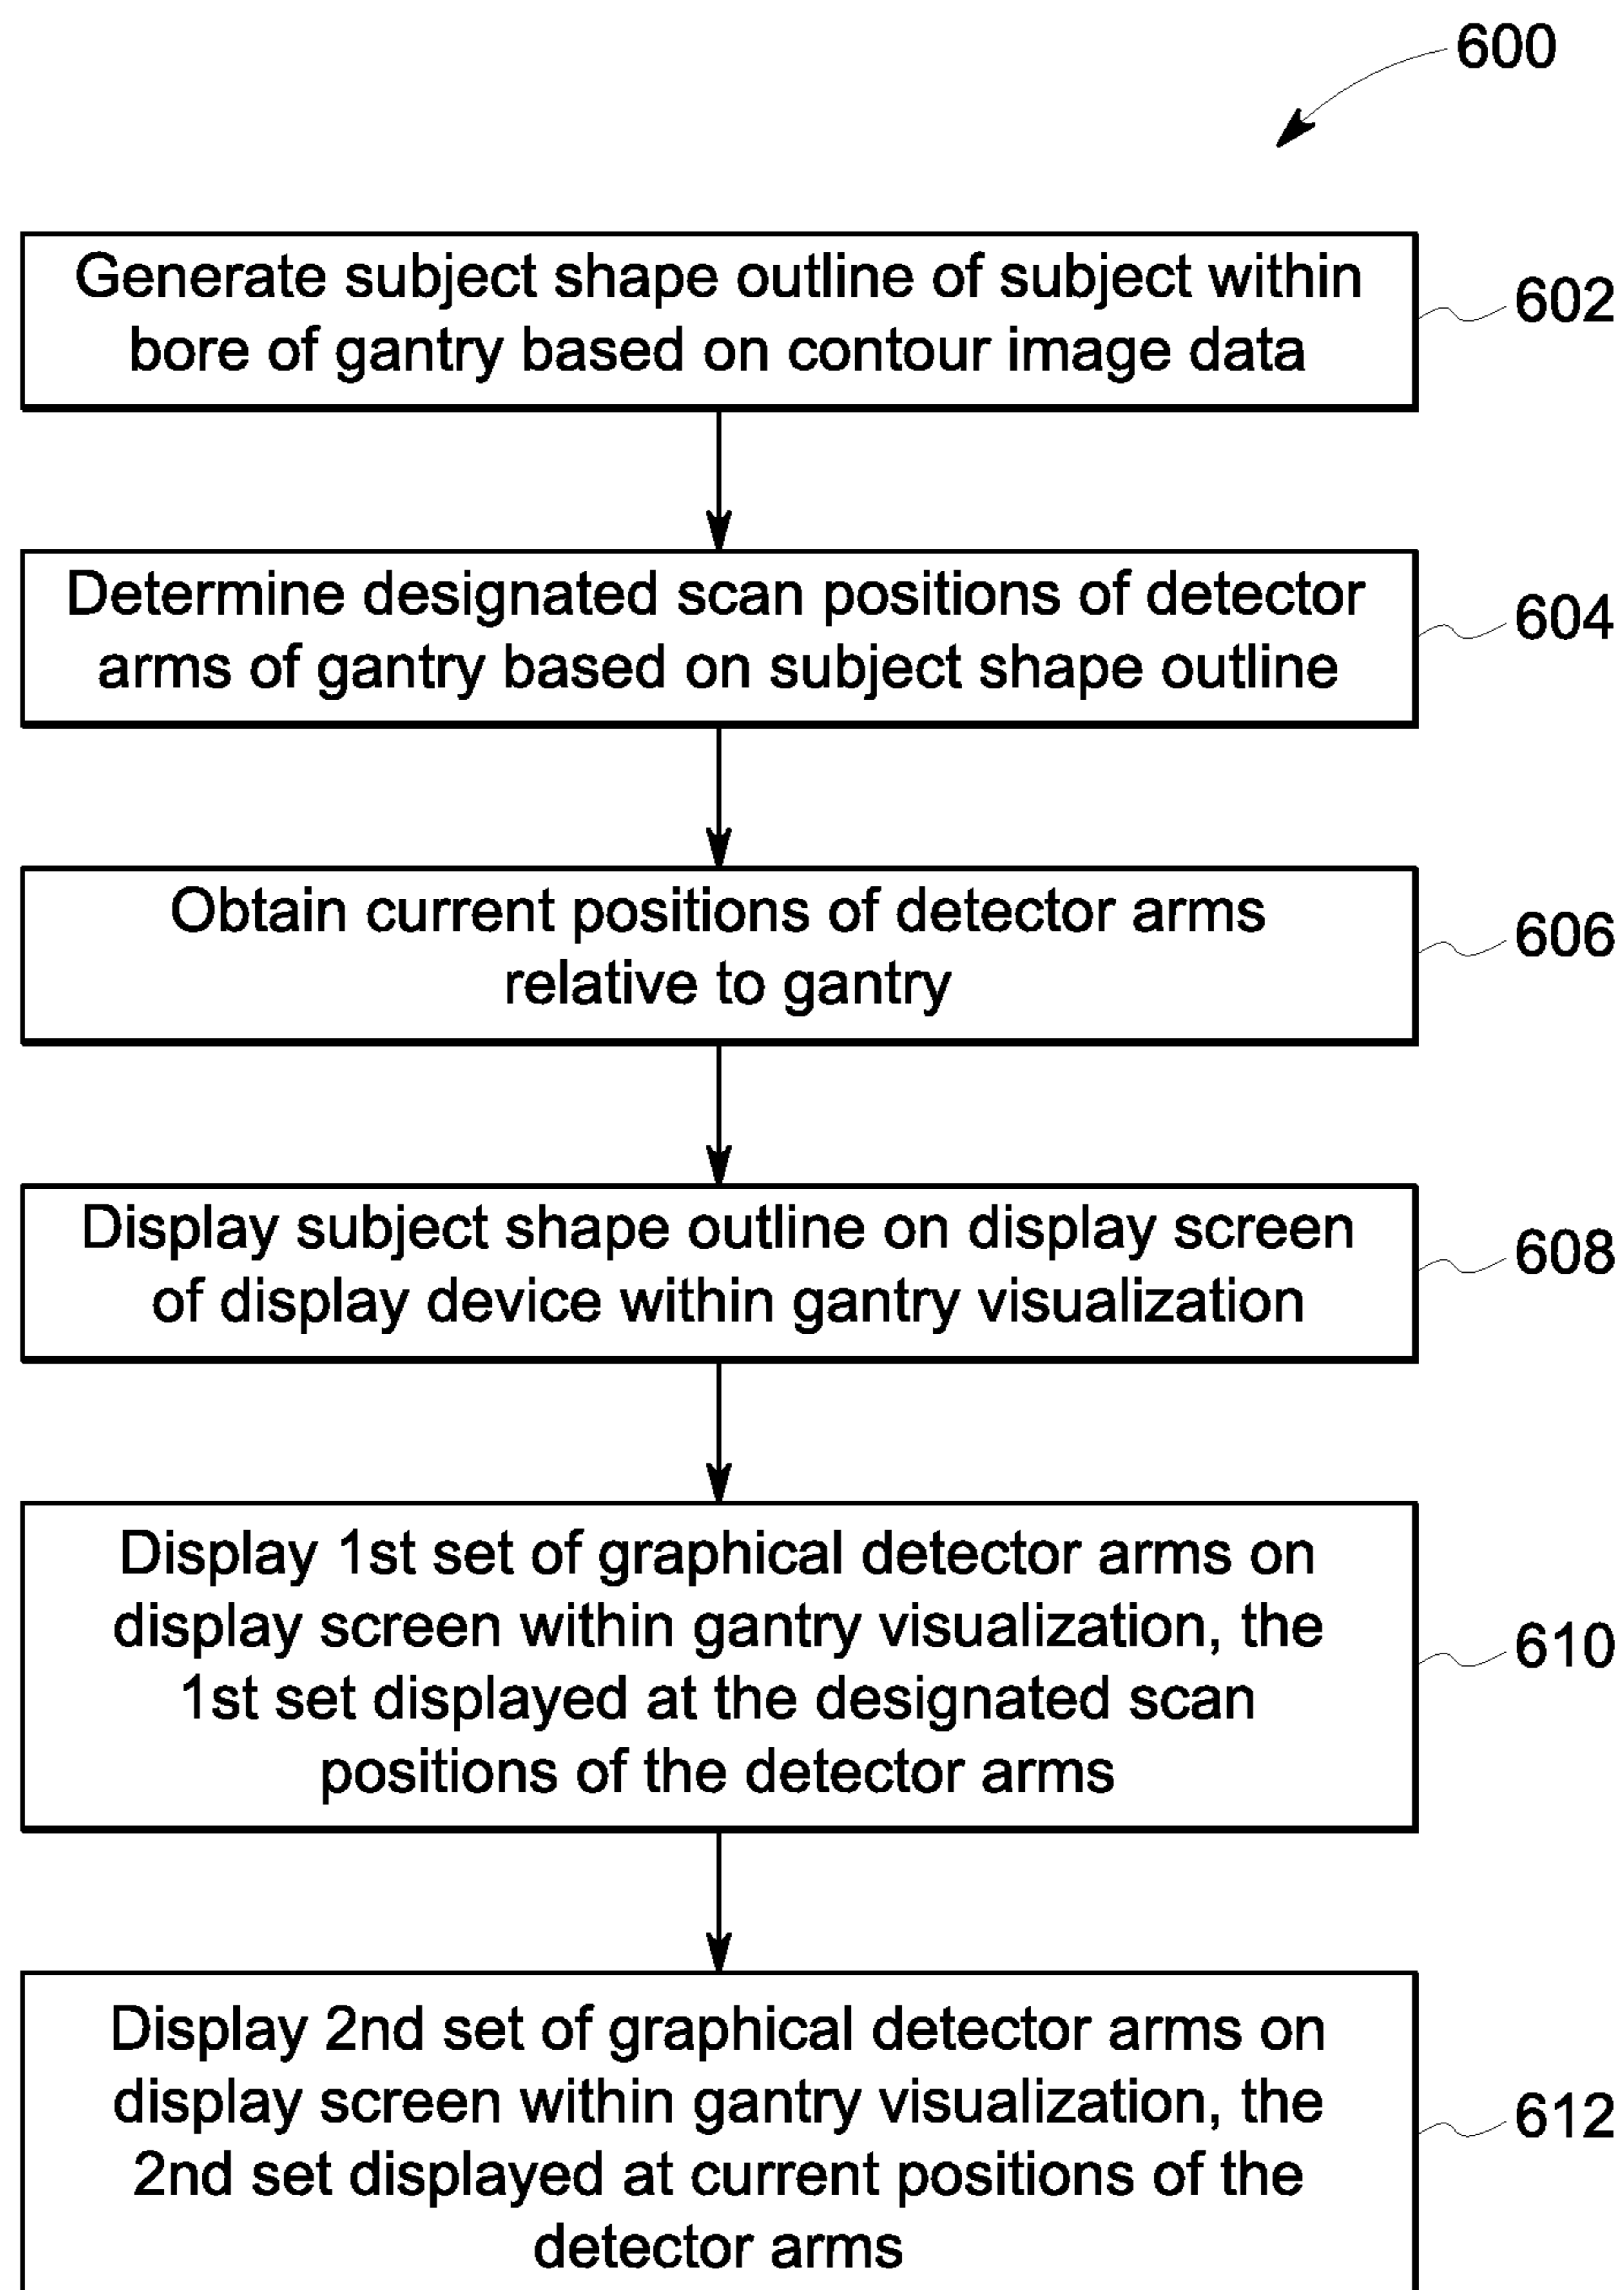 600
Generate subject shape outline of subject within
bore of gantry based on contour image data
602
Determine designated scan positions of detector
arms of gantry based on subject shape outline
604
Obtain current positions of detector arms
relative to gantry
606
Display subject shape outline on display screen
of display device within gantry visualization
608
Display 1st set of graphical detector arms on
display screen within gantry visualization, the
1st set displayed at the designated scan
positions of the detector arms
610
Display 2nd set of graphical detector arms on
display screen within gantry visualization, the
2nd set displayed at current positions of the
detector arms
612